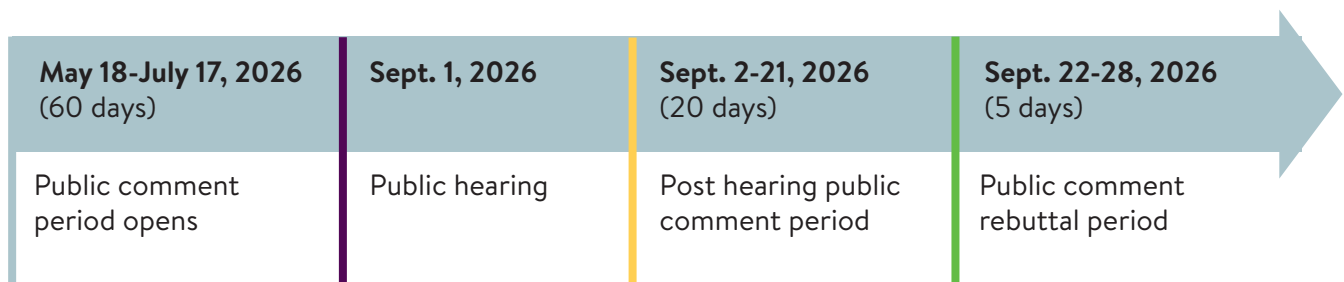 May 18-July 17, 2026
(60 days)
Public comment
period opens
Sept. 1, 2026
Public hearing
Sept. 2-21, 2026
(20 days)
Post hearing public
comment period
Sept. 22-28, 2026
(5 days)
Public comment
rebuttal period